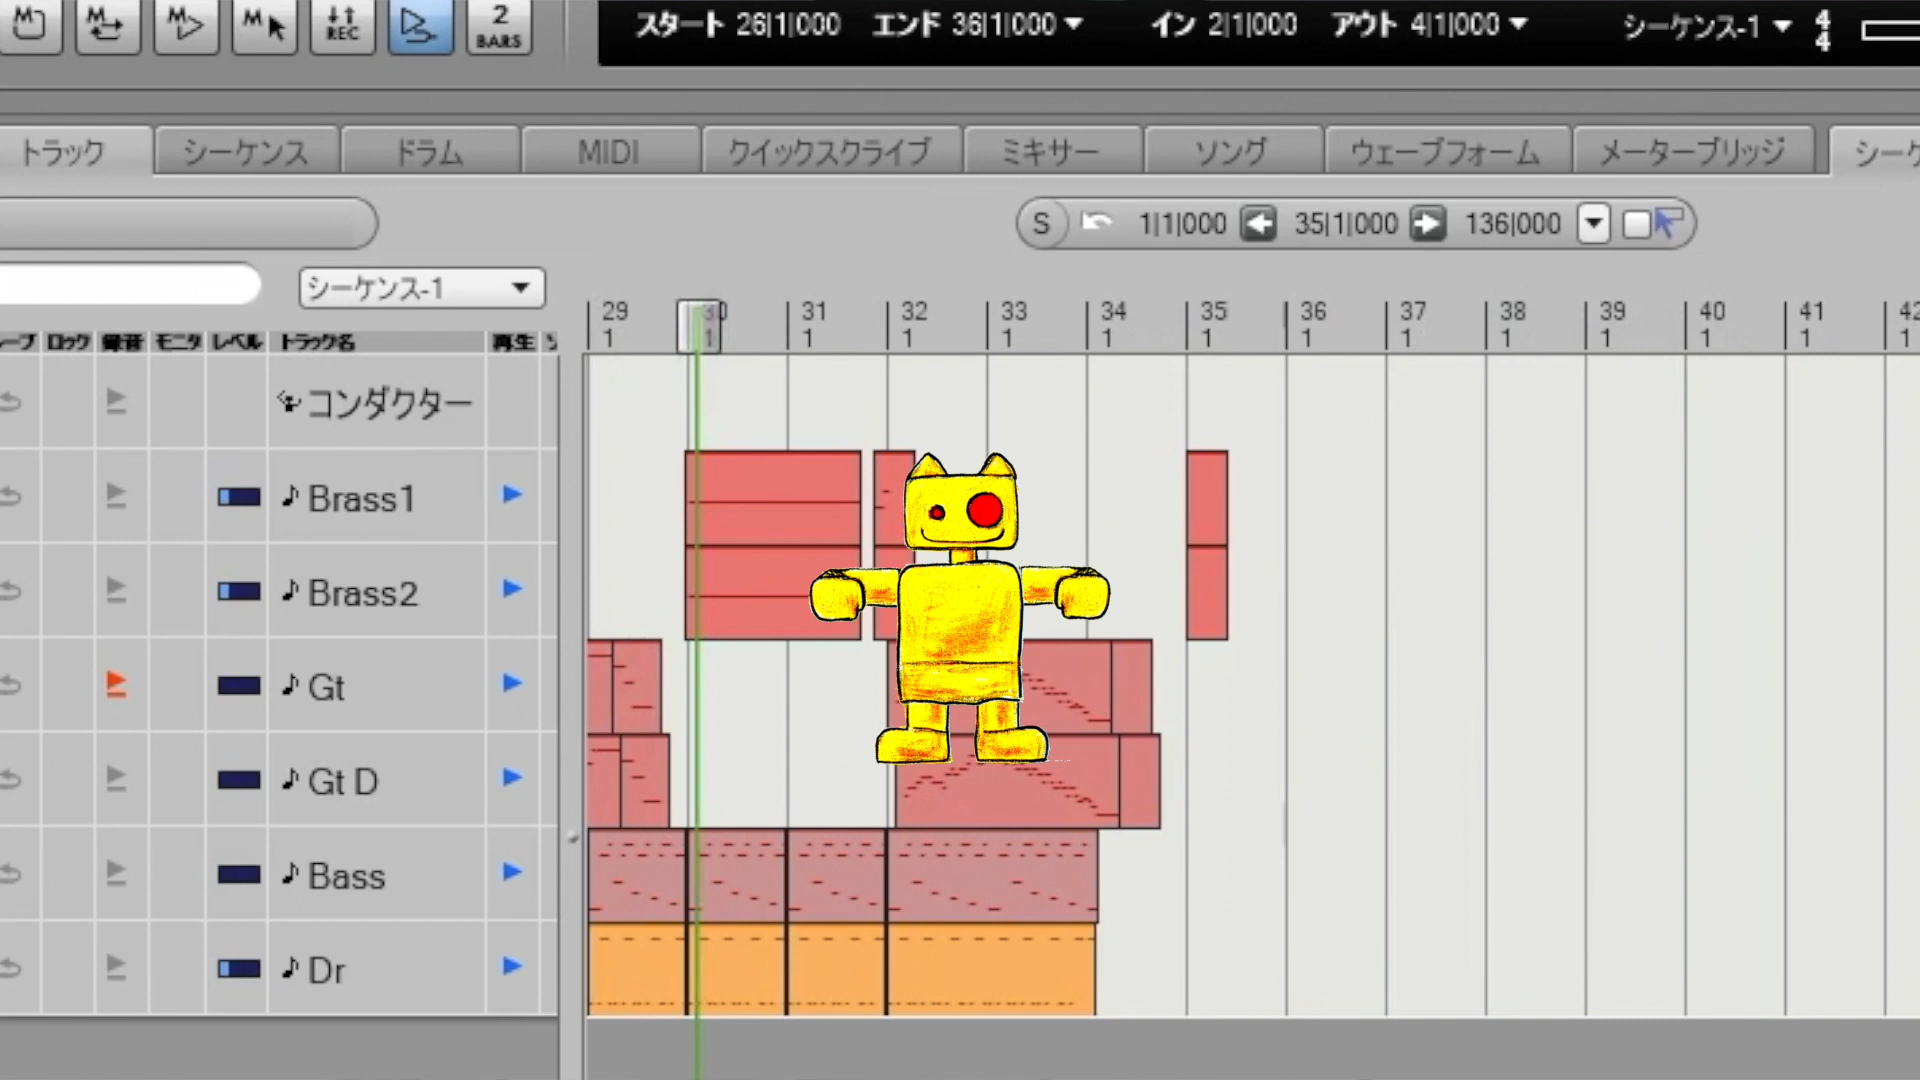 M M M M REC 2 BARS
スタート 26|1|000 エンド 36|1|000 イン 2|1|000 アウト 4|1|000 シーケンス-1 4 4
トラック シーケンス ドラム MIDI クイックスクライブ ミキサー ソング ウェーブフォーム メーターブリッジ シーケ
S 1|1|000 35|1|000 136|000
シーケンス-1
29 30 31 32 33 34 35 36 37 38 39 40 41 42
1 1 1 1 1 1 1 1 1 1 1 1 1 1
ープ ロック 録音 モニタ レベル トラック名 再生
コンダクター
Brass1
Brass2
Gt
Gt D
Bass
Dr